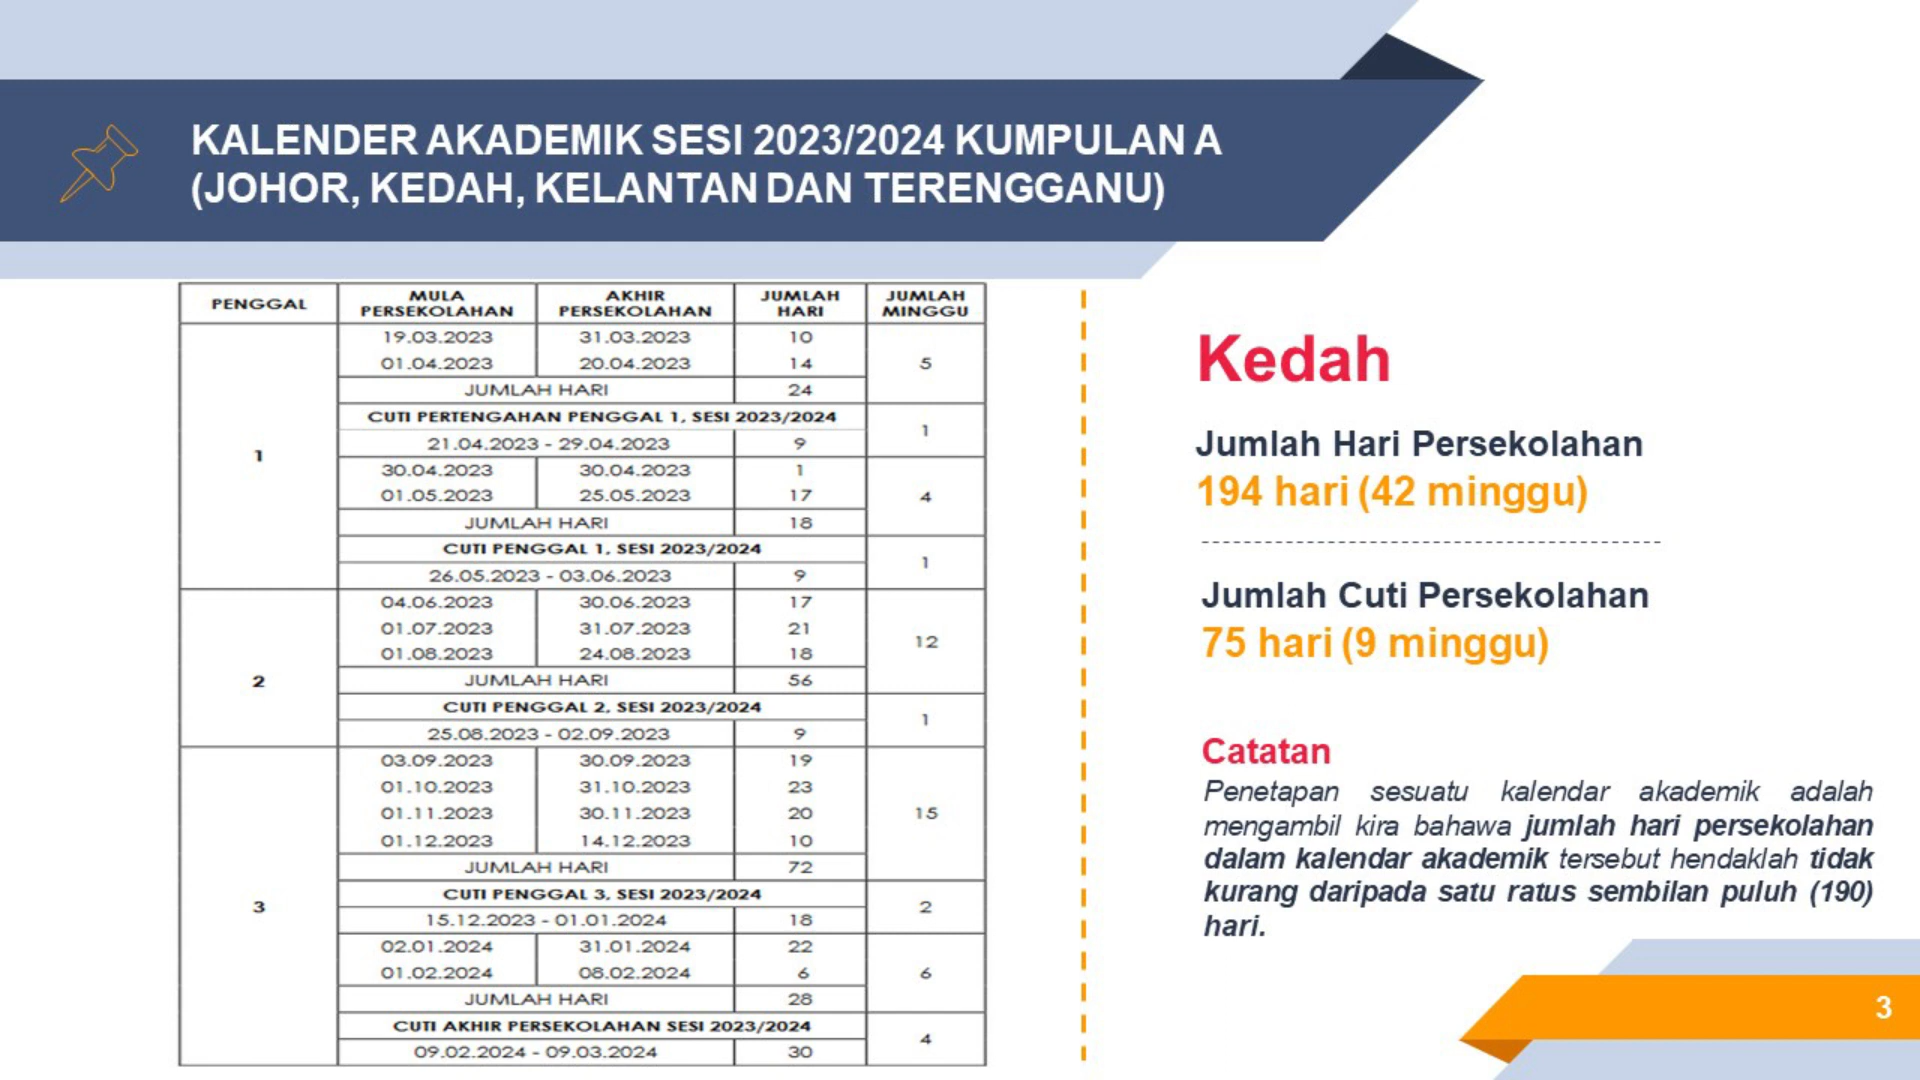 KALENDER AKADEMIK SESI 2023/2024 KUMPULAN A
(JOHOR, KEDAH, KELANTAN DAN TERENGGANU)
PENGGAL MULA PERSEKOLAHAN AKHIR PERSEKOLAHAN JUMLAH HARI JUMLAH MINGGU
1
19.03.2023 31.03.2023 10
01.04.2023 20.04.2023 14
5
JUMLAH HARI 24
CUTI PERTENGAHAN PENGGAL 1, SESI 2023/2024
1
21.04.2023 - 29.04.2023 9
30.04.2023 30.04.2023 1
01.05.2023 25.05.2023 17
4
JUMLAH HARI 18
CUTI PENGGAL 1, SESI 2023/2024
1
26.05.2023 - 03.06.2023 9
2
04.06.2023 30.06.2023 17
01.07.2023 31.07.2023 21
12
01.08.2023 24.08.2023 18
JUMLAH HARI 56
CUTI PENGGAL 2, SESI 2023/2024
1
25.08.2023 - 02.09.2023 9
3
03.09.2023 30.09.2023 19
01.10.2023 31.10.2023 23
01.11.2023 30.11.2023 20
15
01.12.2023 14.12.2023 10
JUMLAH HARI 72
CUTI PENGGAL 3, SESI 2023/2024
2
15.12.2023 - 01.01.2024 18
02.01.2024 31.01.2024 22
01.02.2024 08.02.2024 6
6
JUMLAH HARI 28
CUTI AKHIR PERSEKOLAHAN SESI 2023/2024
4
09.02.2024 - 09.03.2024 30
Kedah
Jumlah Hari Persekolahan
194 hari (42 minggu)
Jumlah Cuti Persekolahan
75 hari (9 minggu)
Catatan
Penetapan sesuatu kalendar akademik adalah
mengambil kira bahawa jumlah hari persekolahan
dalam kalendar akademik tersebut hendaklah tidak
kurang daripada satu ratus sembilan puluh (190)
hari.
3